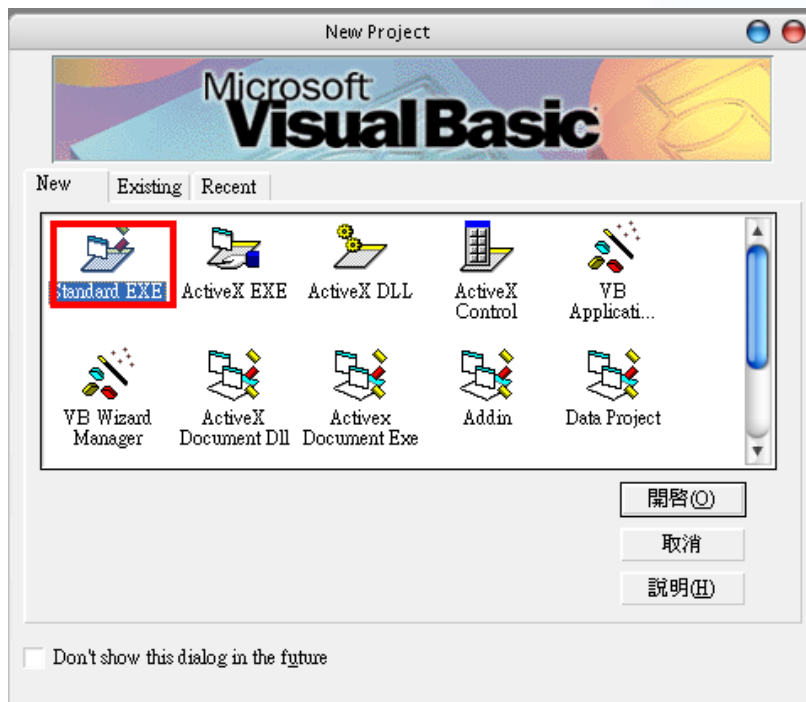 New Project
Microsoft
Visual Basic
New Existing Recent
Standard EXE ActiveX EXE ActiveX DLL ActiveX Control VB Applicati...
VB Wizard Manager ActiveX Document Dll Activex Document Exe Addin Data Project
開啓(O)
取消
說明(H)
Don't show this dialog in the future